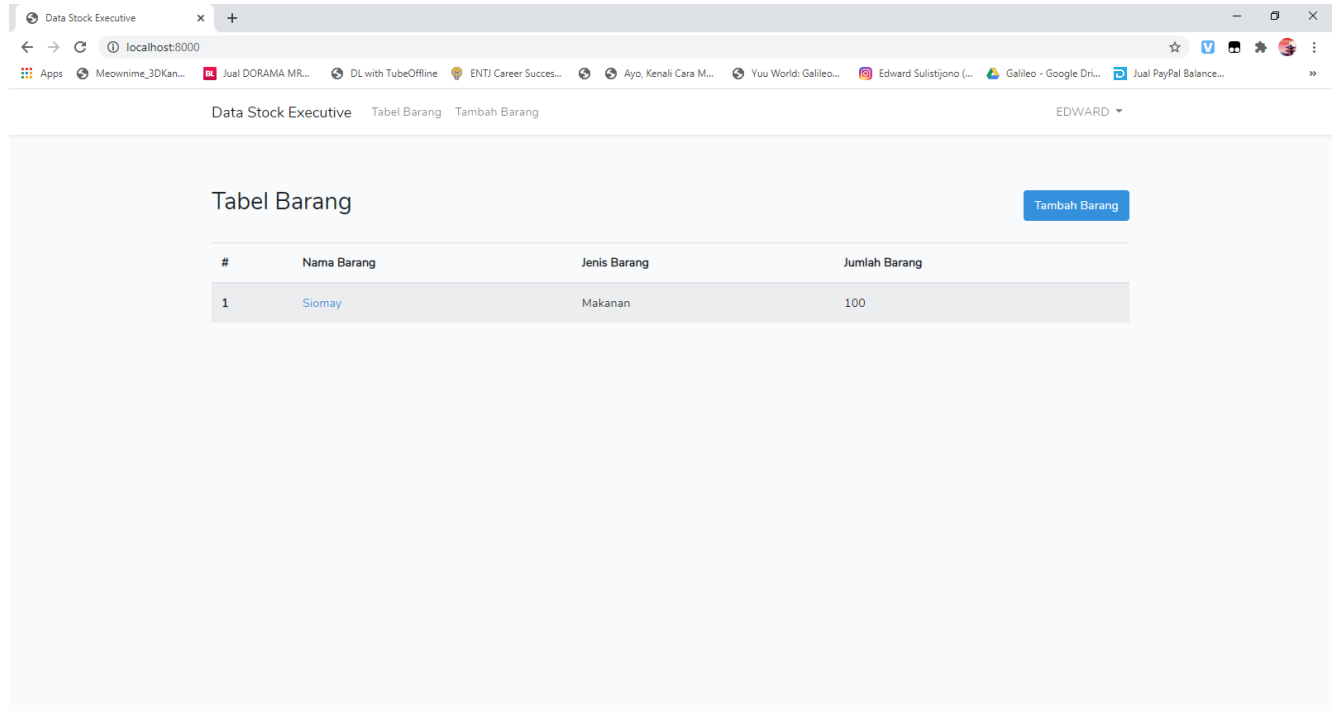 Data Stock Executive
localhost:8000
Apps Meownime_3DKan... BL Jual DORAMA MR... DL with TubeOffline ENTJ Career Succes... Ayo, Kenali Cara M... Yuu World: Galileo... Edward Sulistijono (... Galileo - Google Dri... Jual PayPal Balance... »
Data Stock Executive Tabel Barang Tambah Barang EDWARD
Tabel Barang Tambah Barang
# Nama Barang Jenis Barang Jumlah Barang
1 Siomay Makanan 100